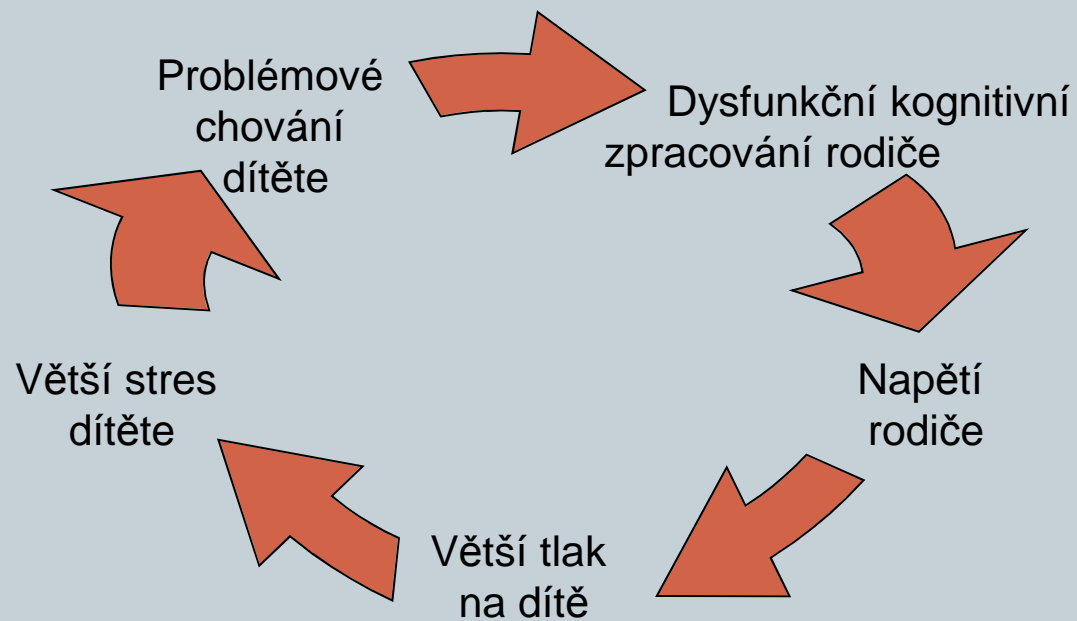 Problémové
chování
dítěte
Dysfunkční kognitivní
zpracování rodiče
Napětí
rodiče
Větší tlak
na dítě
Větší stres
dítěte